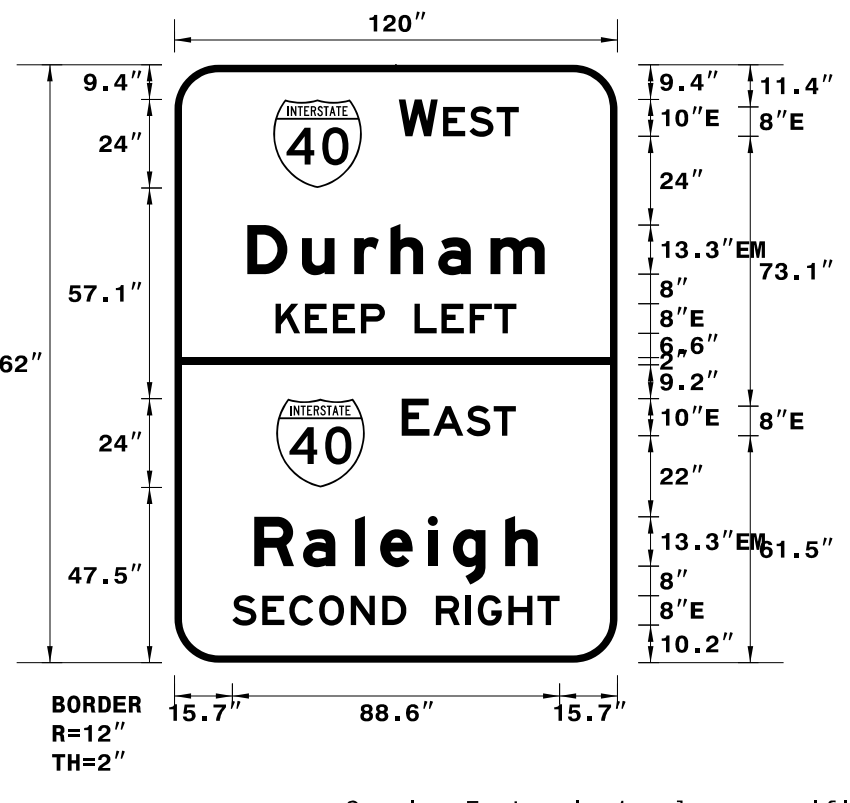 120"
9.4" 9.4" 11.4"
INTERSTATE WEST 10"E 8"E
24" 40
24"
Durham 13.3"EM
73.1"
57.1" 8"
KEEP LEFT 8"E
6.6"
62" 2"
9.2"
INTERSTATE EAST 10"E 8"E
24" 40
22"
Raleigh 13.3"EM 61.5"
47.5" 8"
SECOND RIGHT 8"E
10.2"
BORDER 15.7" 88.6" 15.7"
R=12"
TH=2"